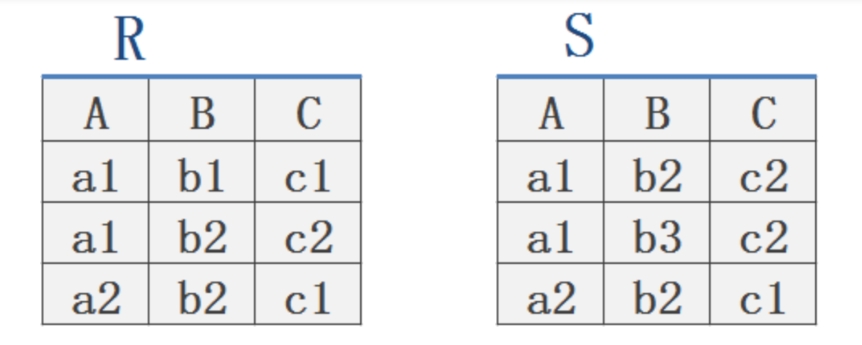 R S
A B C A B C
a1 b1 c1 a1 b2 c2
a1 b2 c2 a1 b3 c2
a2 b2 c1 a2 b2 c1